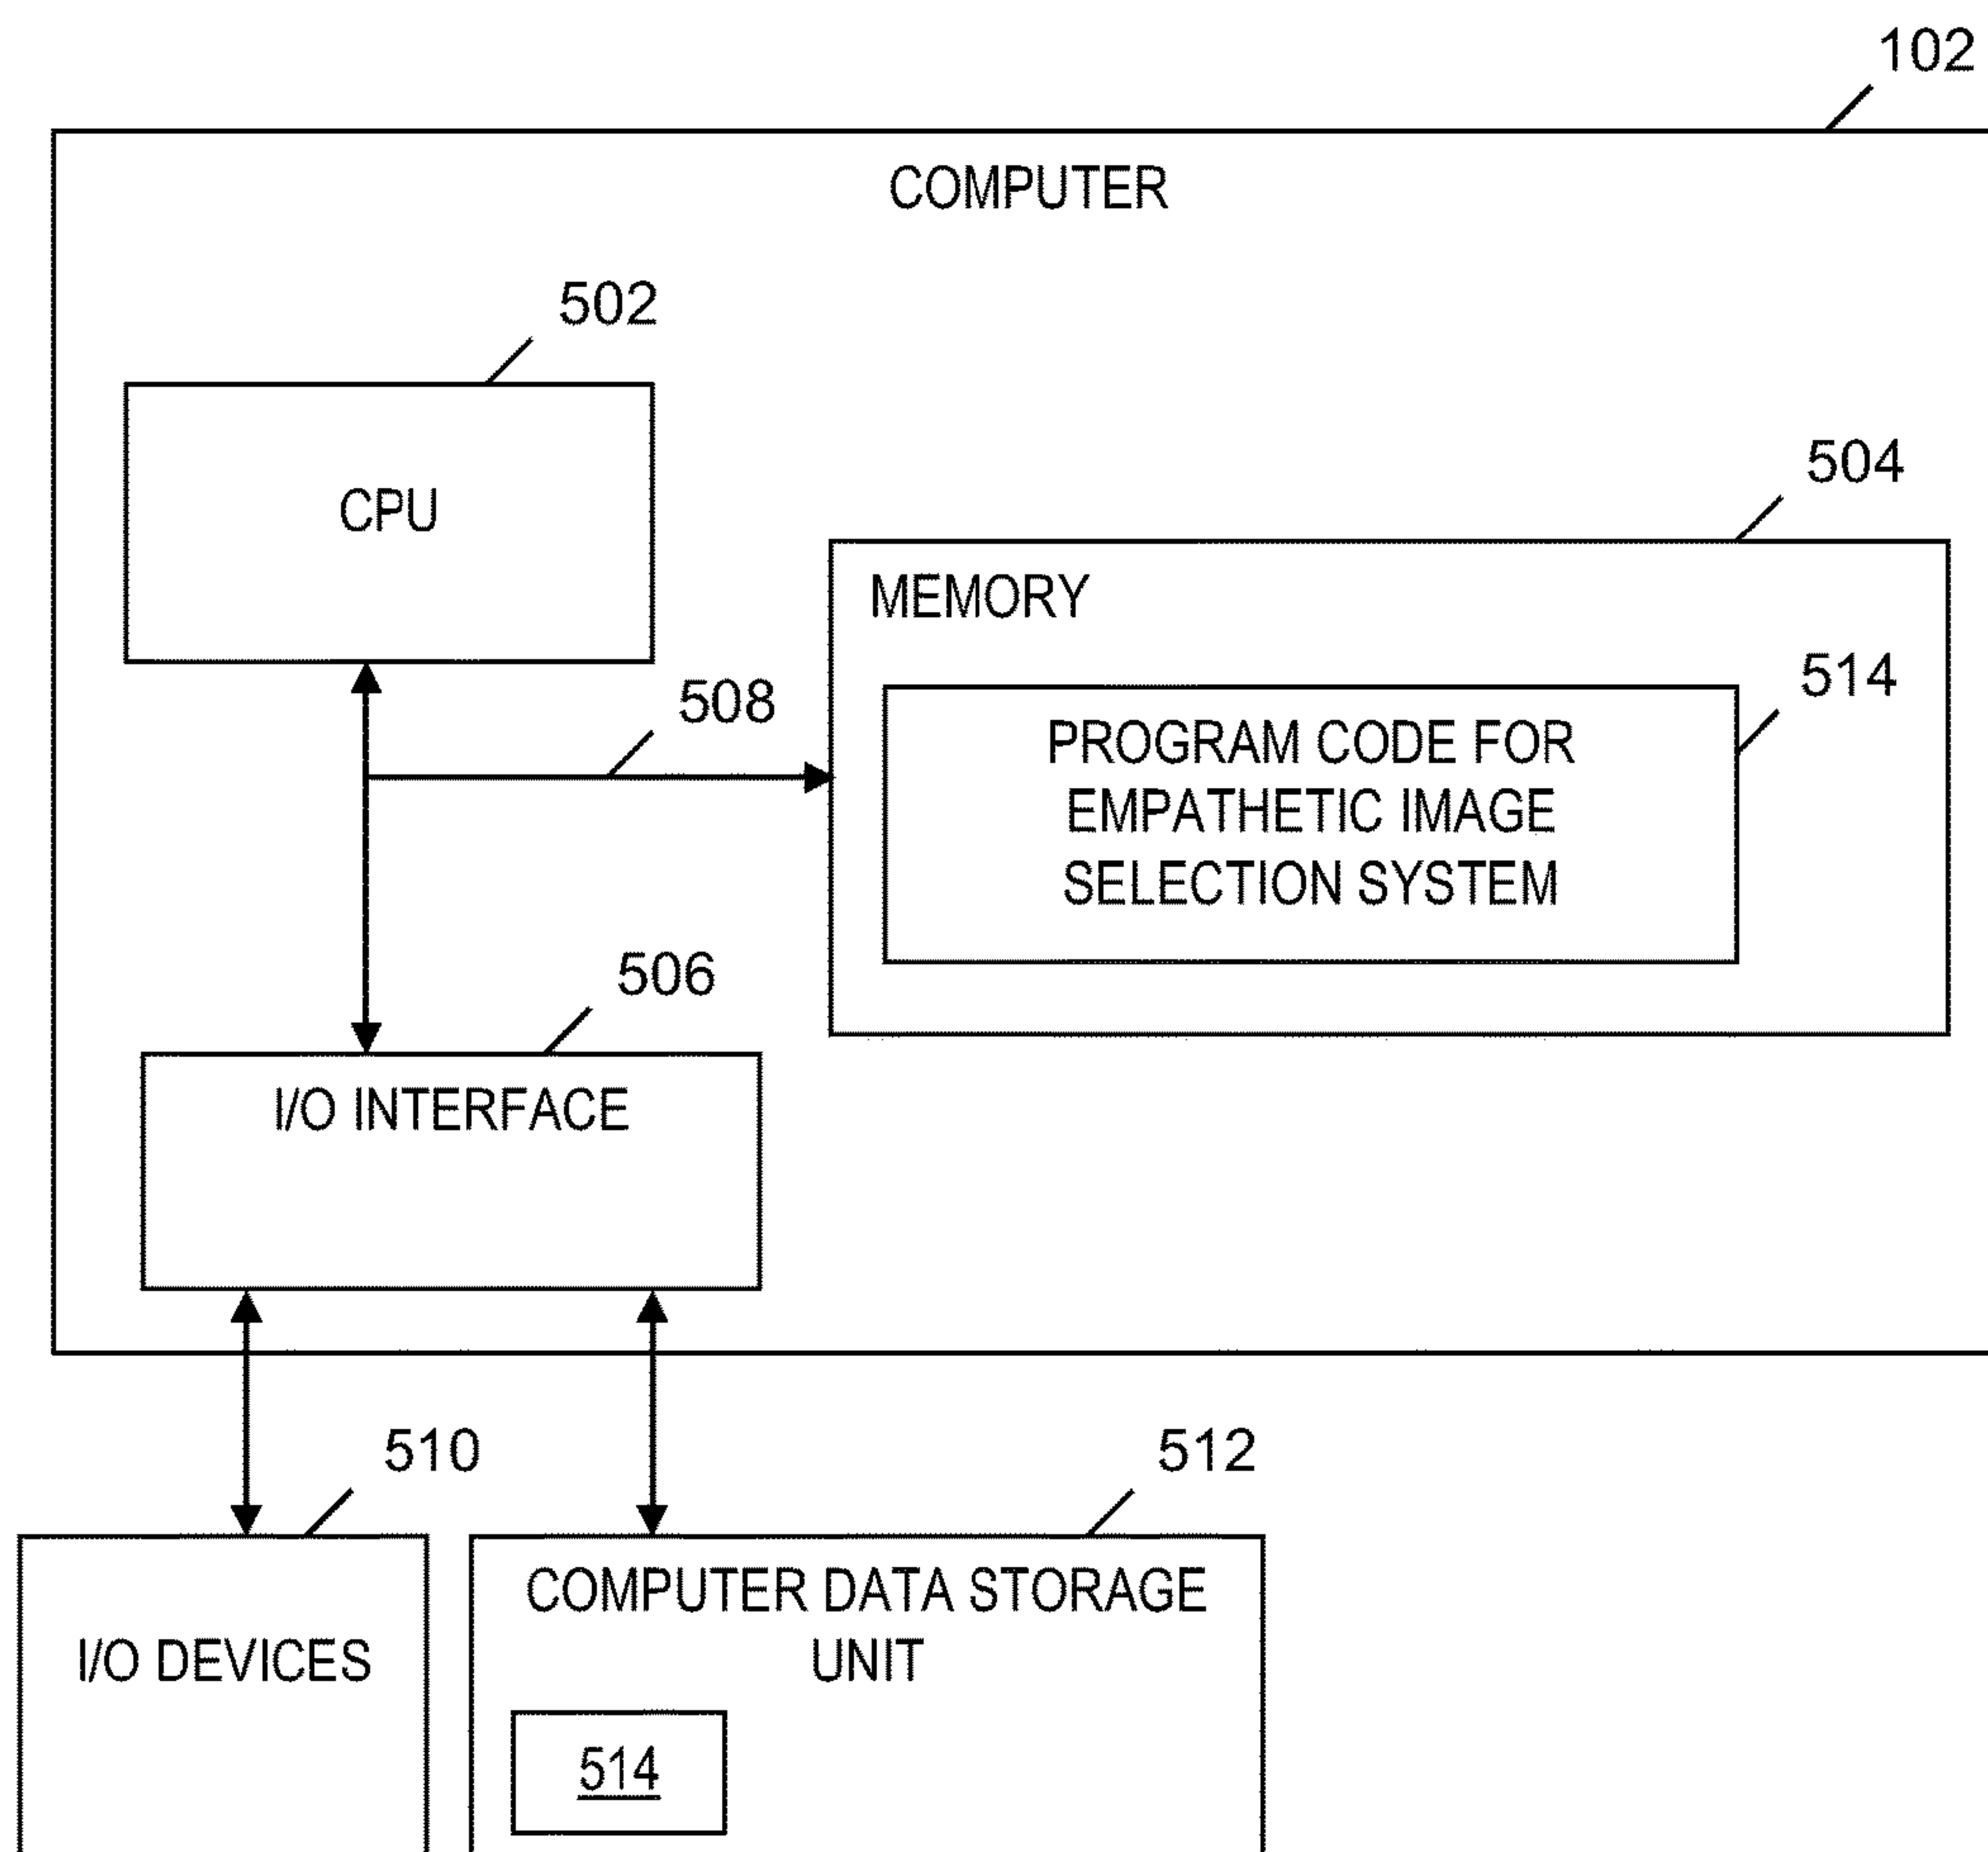 102
COMPUTER
502
CPU
504
MEMORY
514
PROGRAM CODE FOR
EMPATHETIC IMAGE
SELECTION SYSTEM
508
506
I/O INTERFACE
510
512
I/O DEVICES
COMPUTER DATA STORAGE
UNIT
514